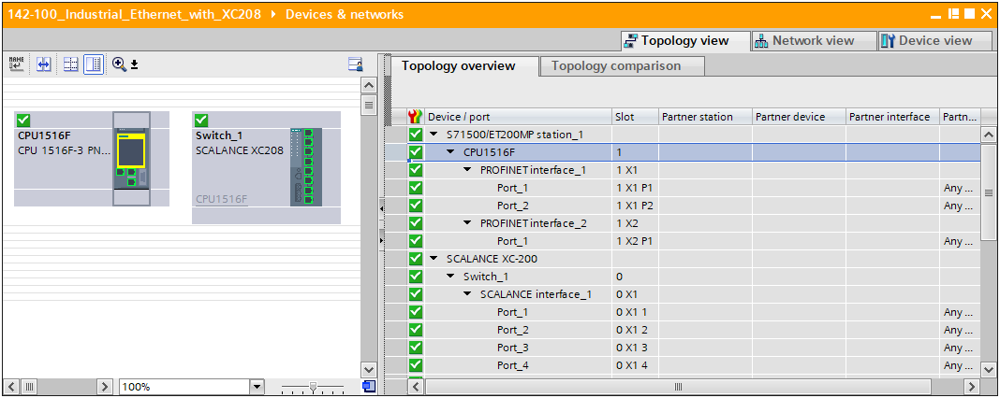 142-100_Industrial_Ethernet_with_XC208 Devices & networks
Topology view Network view Device view
NAME
Topology overview Topology comparison
Device / port Slot Partner station Partner device Partner interface Partn...
CPU1516F
CPU 1516F-3 PN...
Switch_1
SCALANCE XC208
CPU1516F
S71500/ET200MP station_1
CPU1516F 1
PROFINET interface_1 1 X1
Port_1 1 X1 P1 Any ...
Port_2 1 X1 P2 Any ...
PROFINET interface_2 1 X2
Port_1 1 X2 P1 Any ...
SCALANCE XC-200
Switch_1 0
SCALANCE interface_1 0 X1
Port_1 0 X1 1 Any ...
Port_2 0 X1 2 Any ...
Port_3 0 X1 3 Any ...
Port_4 0 X1 4 Any ...
100%